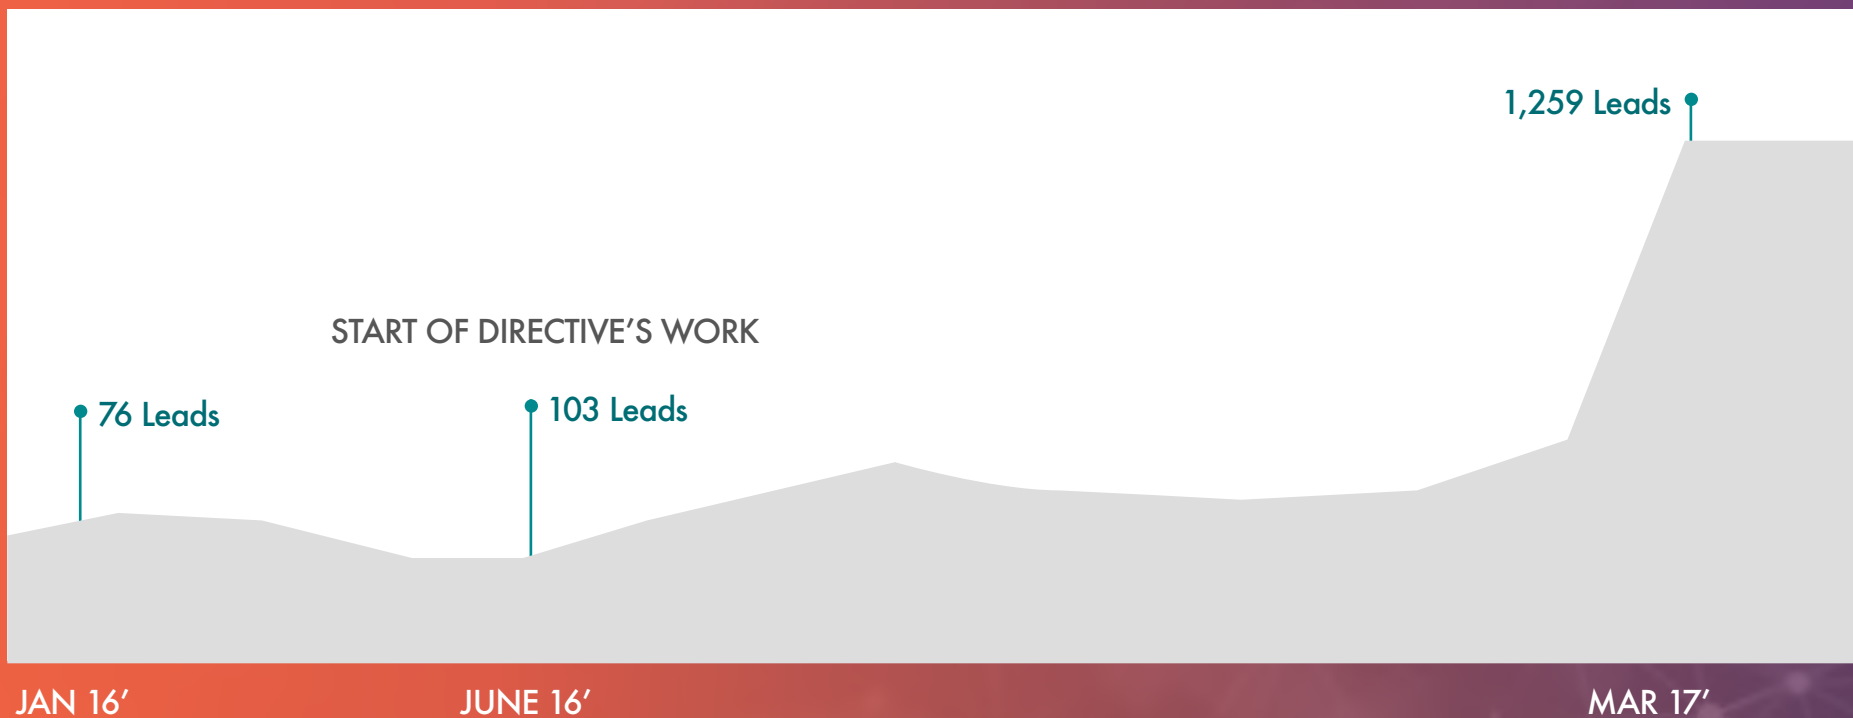 1,259 Leads
START OF DIRECTIVE’S WORK
76 Leads
103 Leads
JAN 16’
JUNE 16’
MAR 17’